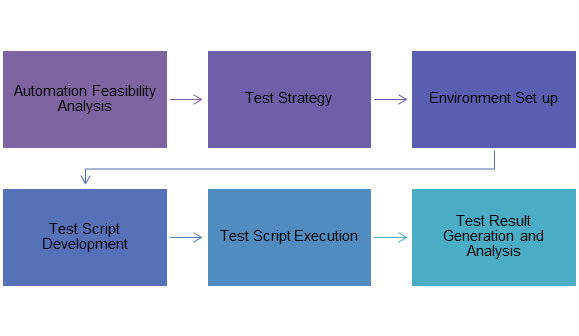 Automation Feasibility
Analysis
Test Strategy
Environment Set up
Test Script
Development
Test Script Execution
Test Result
Generation and
Analysis